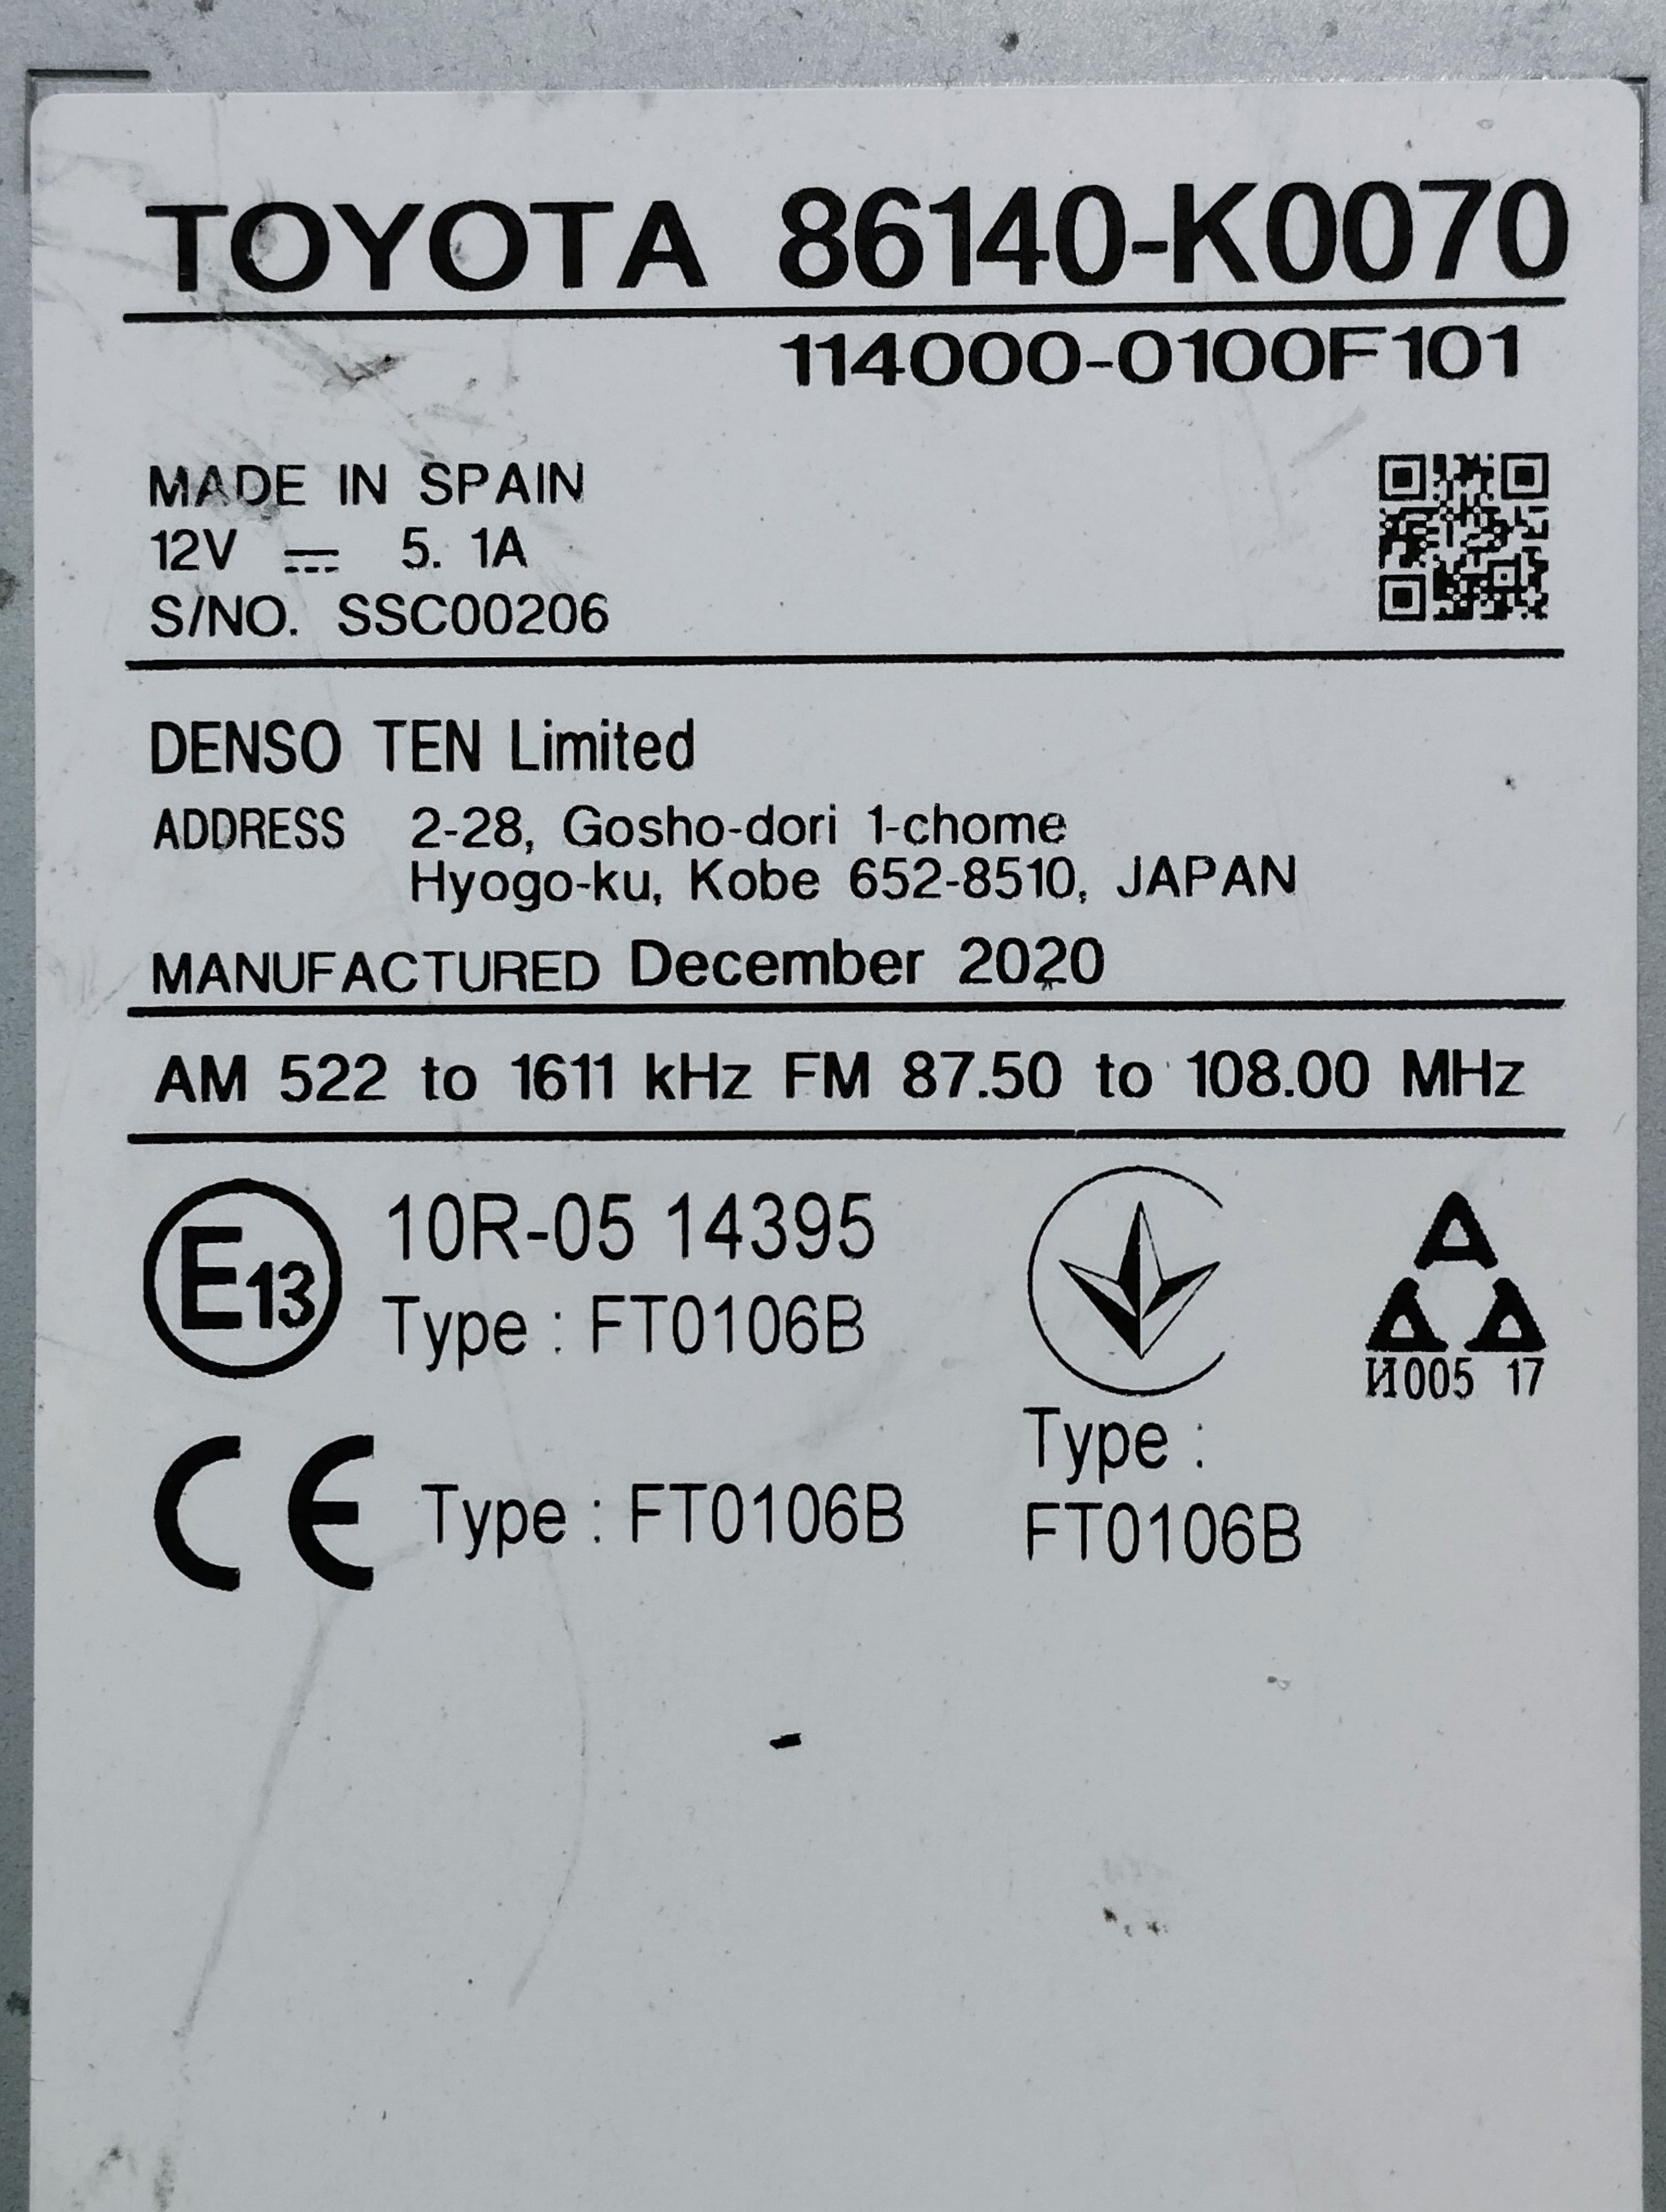 TOYOTA 86140-K0070
114000-0100F101
MADE IN SPAIN
12V ⎓ 5. 1A
S/NO. SSC00206
DENSO TEN Limited
ADDRESS 2-28, Gosho-dori 1-chome
Hyogo-ku, Kobe 652-8510, JAPAN
MANUFACTURED December 2020
AM 522 to 1611 kHz FM 87.50 to 108.00 MHz
E13 10R-05 14395
Type : FT0106B
A
A A
И005 17
CE Type : FT0106B
Type :
FT0106B